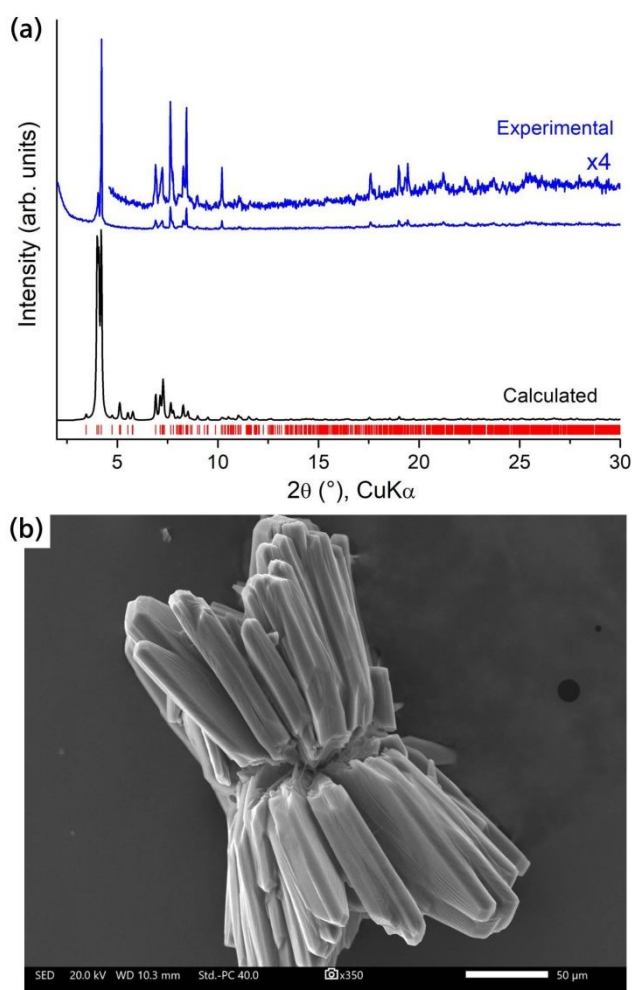 (a)
Intensity (arb. units)
Experimental
x4
Calculated
5 10 15 20 25 30
2θ (°), CuKα
(b)
SED 20.0 kV WD 10.3 mm Std.-PC 40.0 x350 50 µm